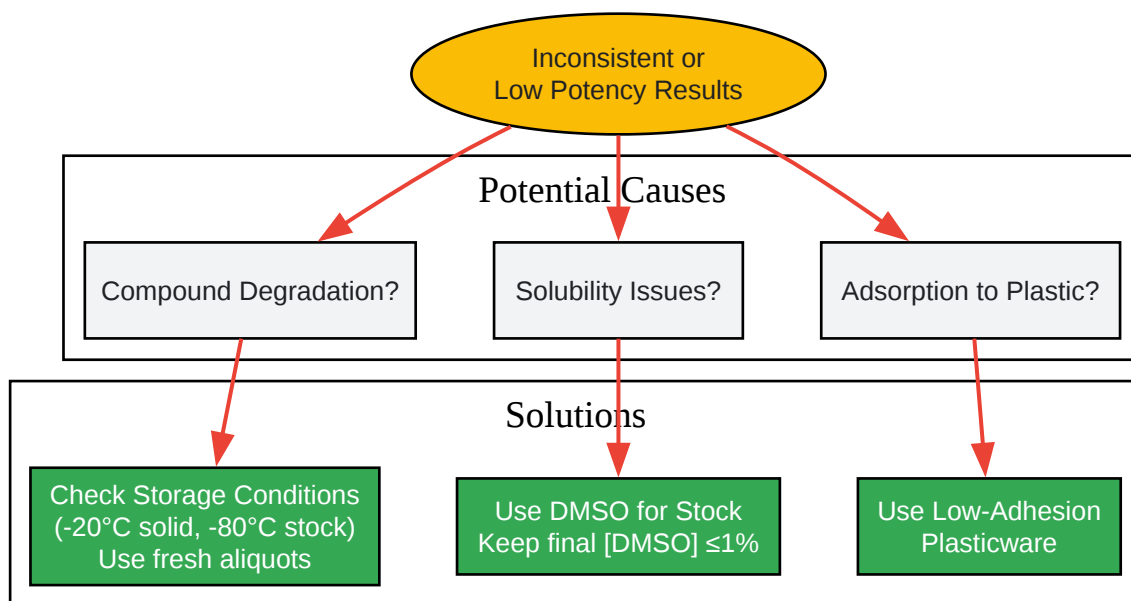 Inconsistent or
Low Potency Results
Potential Causes
Compound Degradation?
Solubility Issues?
Adsorption to Plastic?
Solutions
Check Storage Conditions
(-20°C solid, -80°C stock)
Use fresh aliquots
Use DMSO for Stock
Keep final [DMSO] ≤1%
Use Low-Adhesion
Plasticware